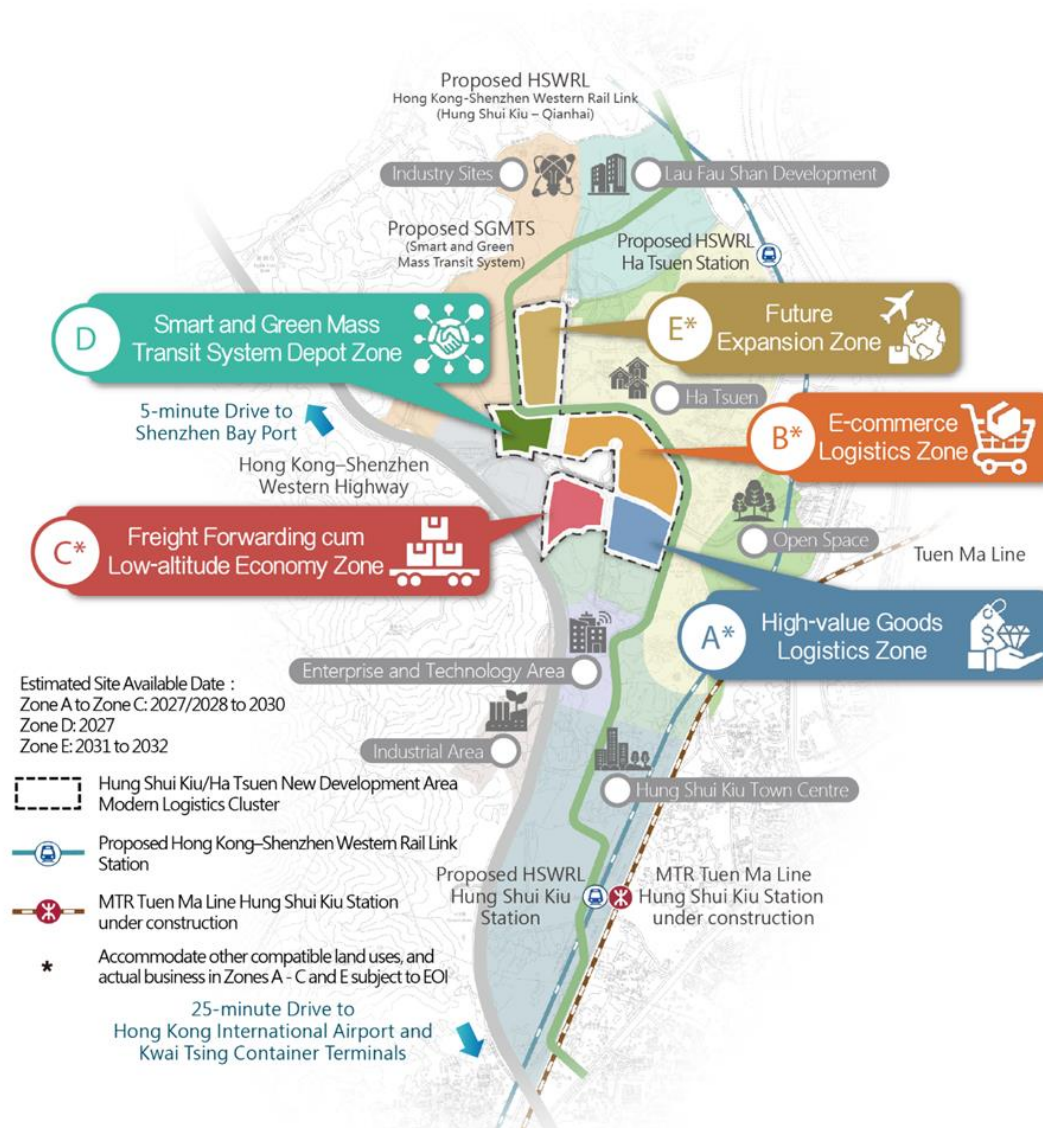 Proposed HSWRL
Hong Kong-Shenzhen Western Rail Link
(Hung Shui Kiu – Qianhai)
Industry Sites
Lau Fau Shan Development
Proposed SGMTS
(Smart and Green
Mass Transit System)
Proposed HSWRL
Ha Tsuen Station
D
Smart and Green Mass
Transit System Depot Zone
E*
Future
Expansion Zone
Ha Tsuen
5-minute Drive to
Shenzhen Bay Port
B*
E-commerce
Logistics Zone
Hong Kong–Shenzhen
Western Highway
C*
Freight Forwarding cum
Low-altitude Economy Zone
Open Space
Tuen Ma Line
A*
High-value Goods
Logistics Zone
Enterprise and Technology Area
Estimated Site Available Date :
Zone A to Zone C: 2027/2028 to 2030
Zone D: 2027
Zone E: 2031 to 2032
Industrial Area
Hung Shui Kiu Town Centre
Hung Shui Kiu/Ha Tsuen New Development Area
Modern Logistics Cluster
Proposed Hong Kong–Shenzhen Western Rail Link
Station
MTR Tuen Ma Line Hung Shui Kiu Station
under construction
* Accommodate other compatible land uses, and
actual business in Zones A - C and E subject to EOI
Proposed HSWRL
Hung Shui Kiu
Station
MTR Tuen Ma Line
Hung Shui Kiu Station
under construction
25-minute Drive to
Hong Kong International Airport and
Kwai Tsing Container Terminals